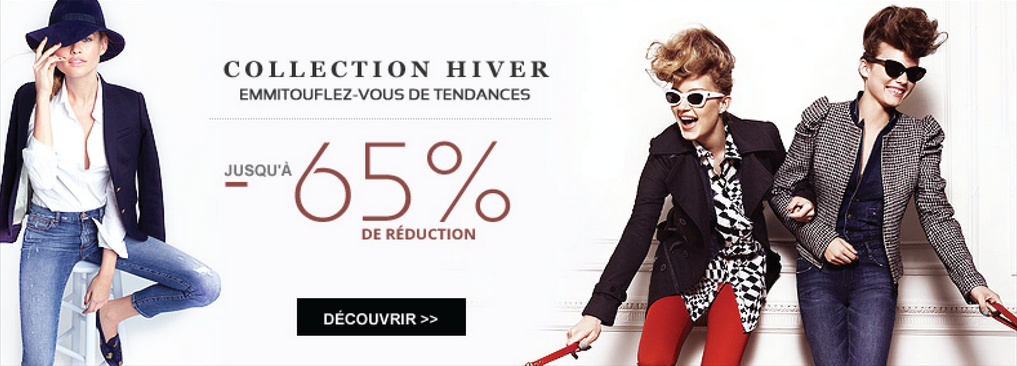 COLLECTION HIVER
EMMITOUFLEZ-VOUS DE TENDANCES
JUSQU'À
-65%
DE RÉDUCTION
DÉCOUVRIR >>